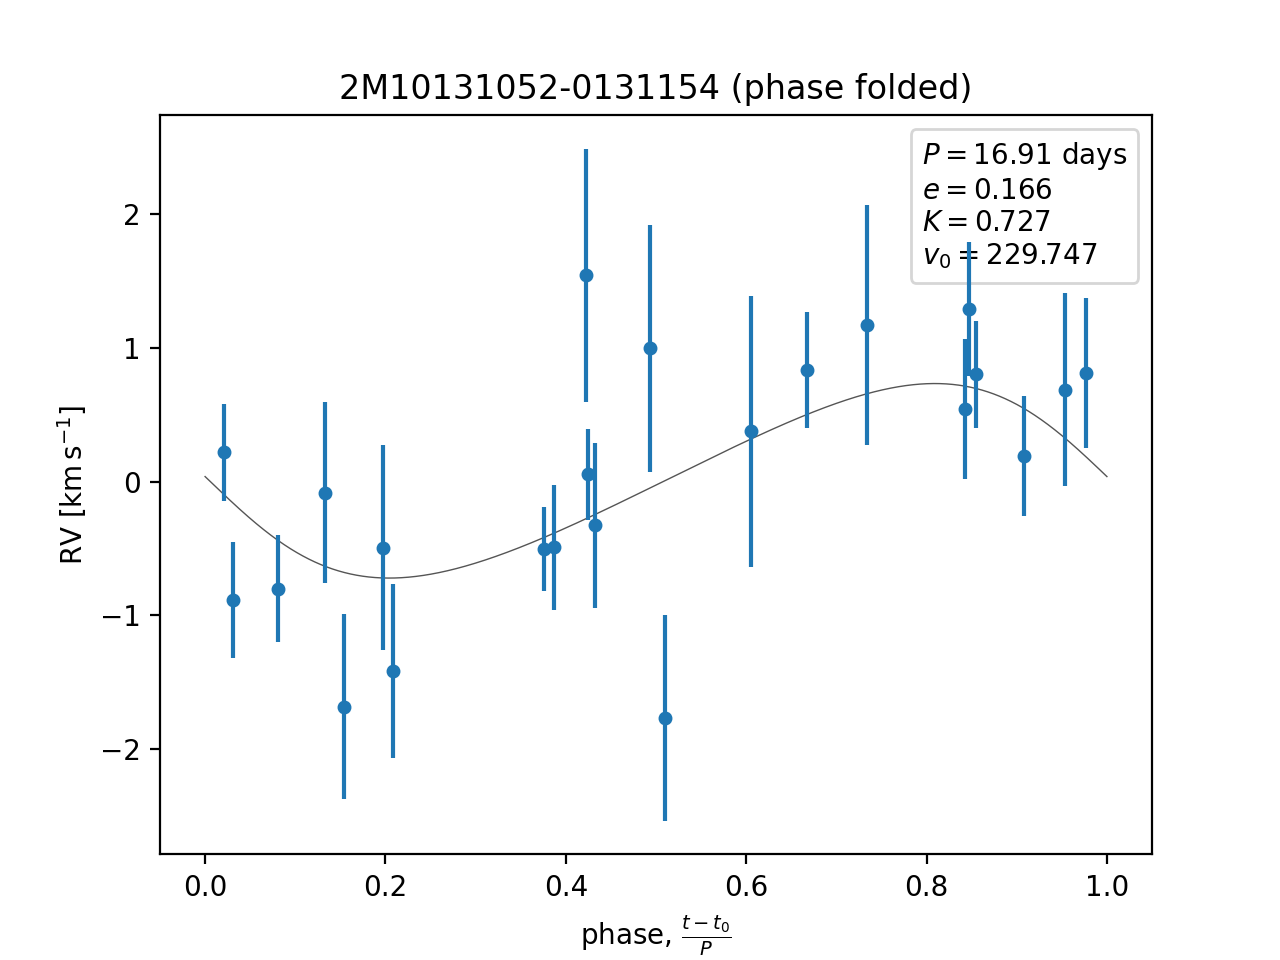 2M10131052-0131154 (phase folded)
P = 16.91 days
e = 0.166
K = 0.727
v₀ = 229.747
RV [km s⁻¹]
2
1
0
−1
−2
0.0 0.2 0.4 0.6 0.8 1.0
phase, (t − t₀)/P